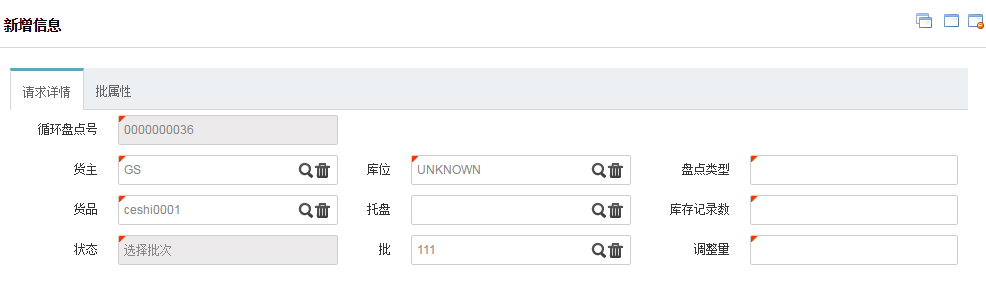 新增信息
请求详情 批属性
循环盘点号 0000000036
货主 GS 库位 UNKNOWN 盘点类型
货品 ceshi0001 托盘 库存记录数
状态 选择批次 批 111 调整量